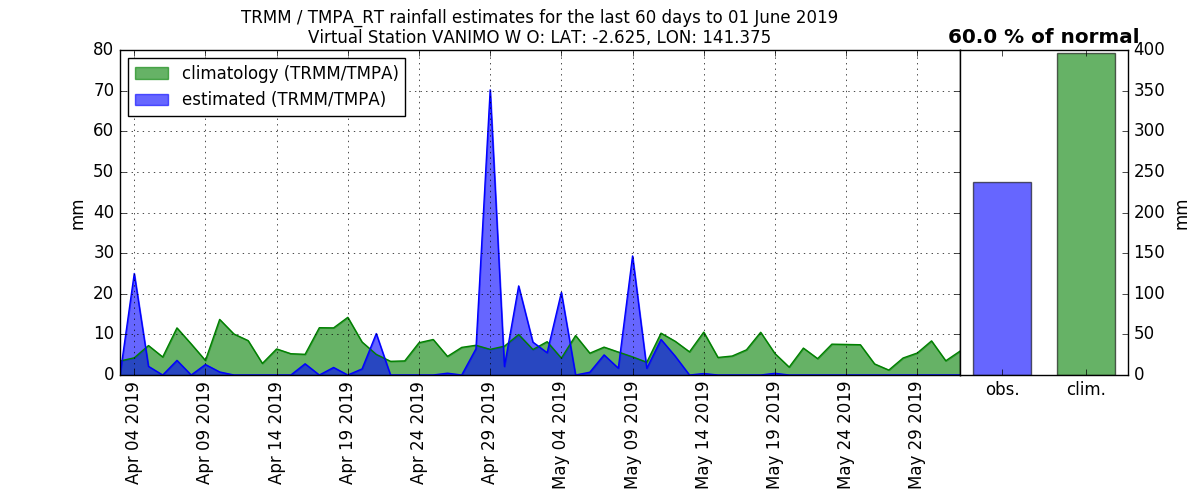 TRMM / TMPA_RT rainfall estimates for the last 60 days to 01 June 2019
Virtual Station VANIMO W O: LAT: -2.625, LON: 141.375
60.0 % of normal
climatology (TRMM/TMPA)
estimated (TRMM/TMPA)
80
70
60
50
40
30
20
10
0
mm
400
350
300
250
200
150
100
50
0
mm
Apr 04 2019
Apr 09 2019
Apr 14 2019
Apr 19 2019
Apr 24 2019
Apr 29 2019
May 04 2019
May 09 2019
May 14 2019
May 19 2019
May 24 2019
May 29 2019
obs.
clim.